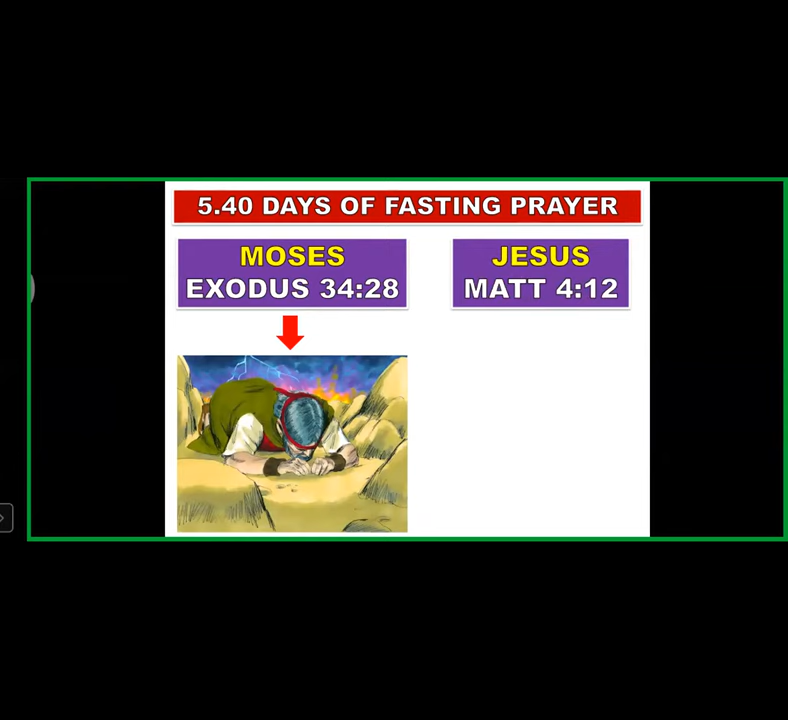 5.40 DAYS OF FASTING PRAYER
MOSES
EXODUS 34:28
JESUS
MATT 4:12